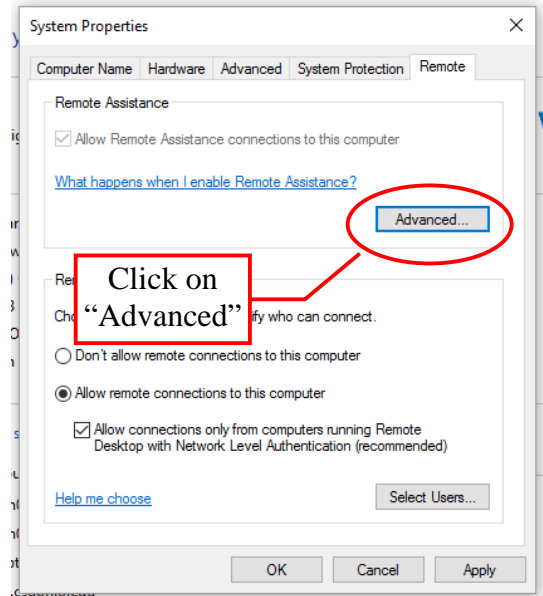 System Properties
Computer Name Hardware Advanced System Protection Remote
Remote Assistance
Allow Remote Assistance connections to this computer
What happens when I enable Remote Assistance?
Advanced...
Click on
“Advanced”
who can connect.
Don't allow remote connections to this computer
Allow remote connections to this computer
Allow connections only from computers running Remote
Desktop with Network Level Authentication (recommended)
Help me choose
Select Users...
OK Cancel Apply